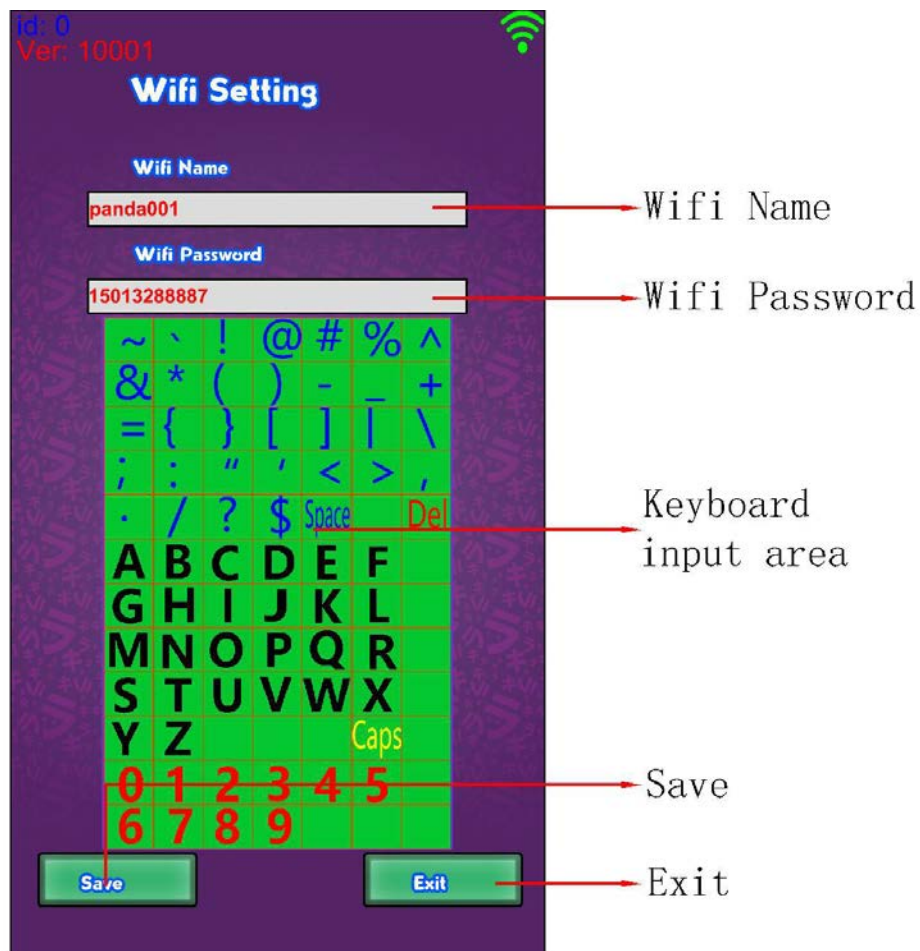 id: 0
Ver: 10001
Wifi Setting
Wifi Name
panda001
Wifi Name
Wifi Password
15013288887
Wifi Password
~ ` ! @ # % ^
& * ( ) - _ +
= { } [ ] | \
; : " ' < > ,
. / ? $ Space Del
Keyboard
input area
A B C D E F
G H I J K L
M N O P Q R
S T U V W X
Y Z Caps
0 1 2 3 4 5
Save
6 7 8 9
Save
Exit
Exit